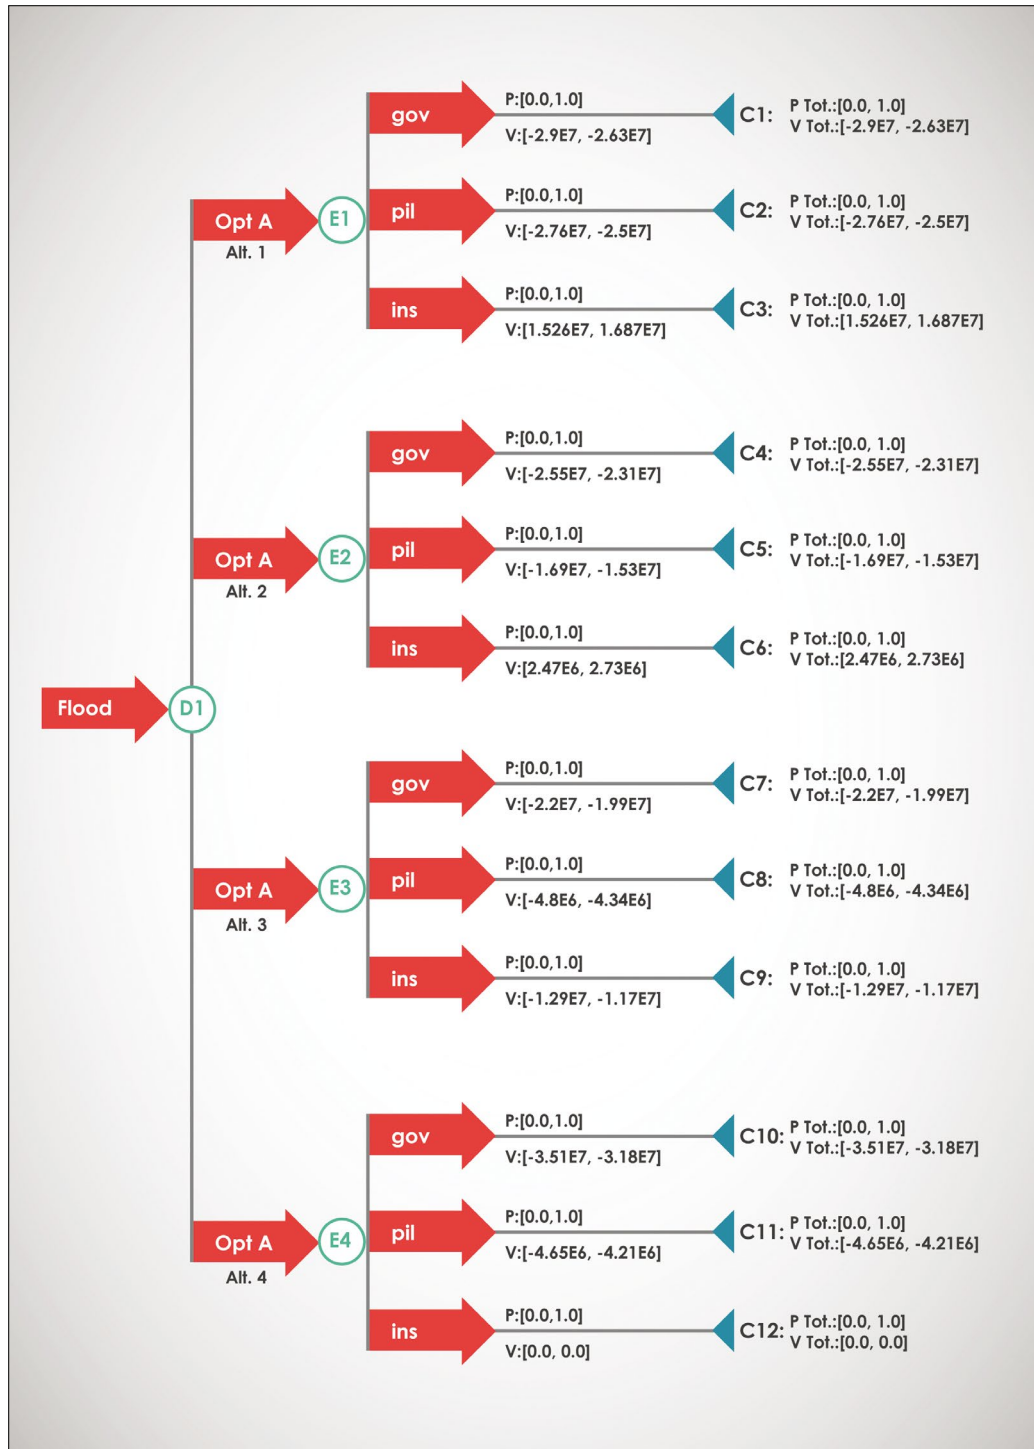 Flood
D1
Opt A
Alt. 1
E1
gov
P:[0.0,1.0]
V:[-2.9E7, -2.63E7]
C1:
P Tot.:[0.0, 1.0]
V Tot.:[-2.9E7, -2.63E7]
pil
P:[0.0,1.0]
V:[-2.76E7, -2.5E7]
C2:
P Tot.:[0.0, 1.0]
V Tot.:[-2.76E7, -2.5E7]
ins
P:[0.0,1.0]
V:[1.526E7, 1.687E7]
C3:
P Tot.:[0.0, 1.0]
V Tot.:[1.526E7, 1.687E7]
Opt A
Alt. 2
E2
gov
P:[0.0,1.0]
V:[-2.55E7, -2.31E7]
C4:
P Tot.:[0.0, 1.0]
V Tot.:[-2.55E7, -2.31E7]
pil
P:[0.0,1.0]
V:[-1.69E7, -1.53E7]
C5:
P Tot.:[0.0, 1.0]
V Tot.:[-1.69E7, -1.53E7]
ins
P:[0.0,1.0]
V:[2.47E6, 2.73E6]
C6:
P Tot.:[0.0, 1.0]
V Tot.:[2.47E6, 2.73E6]
Opt A
Alt. 3
E3
gov
P:[0.0,1.0]
V:[-2.2E7, -1.99E7]
C7:
P Tot.:[0.0, 1.0]
V Tot.:[-2.2E7, -1.99E7]
pil
P:[0.0,1.0]
V:[-4.8E6, -4.34E6]
C8:
P Tot.:[0.0, 1.0]
V Tot.:[-4.8E6, -4.34E6]
ins
P:[0.0,1.0]
V:[-1.29E7, -1.17E7]
C9:
P Tot.:[0.0, 1.0]
V Tot.:[-1.29E7, -1.17E7]
Opt A
Alt. 4
E4
gov
P:[0.0,1.0]
V:[-3.51E7, -3.18E7]
C10:
P Tot.:[0.0, 1.0]
V Tot.:[-3.51E7, -3.18E7]
pil
P:[0.0,1.0]
V:[-4.65E6, -4.21E6]
C11:
P Tot.:[0.0, 1.0]
V Tot.:[-4.65E6, -4.21E6]
ins
P:[0.0,1.0]
V:[0.0, 0.0]
C12:
P Tot.:[0.0, 1.0]
V Tot.:[0.0, 0.0]